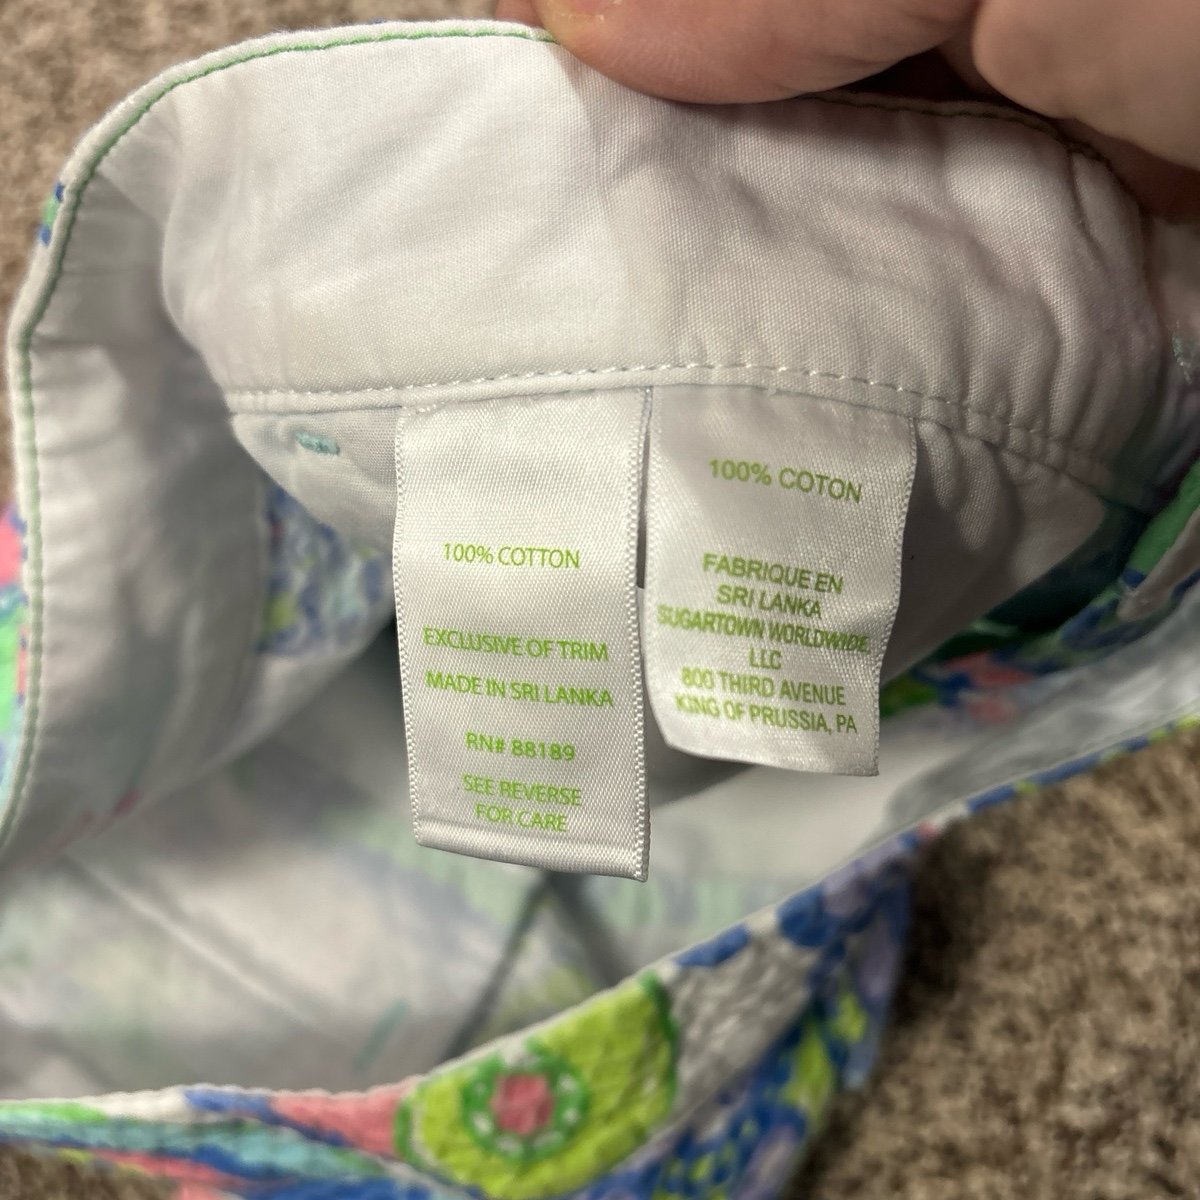 100% COTTON
EXCLUSIVE OF TRIM
MADE IN SRI LANKA
RN# 88189
SEE REVERSE
FOR CARE
100% COTON
FABRIQUE EN
SRI LANKA
SUGARTOWN WORLDWIDE,
LLC
800 THIRD AVENUE
KING OF PRUSSIA, PA